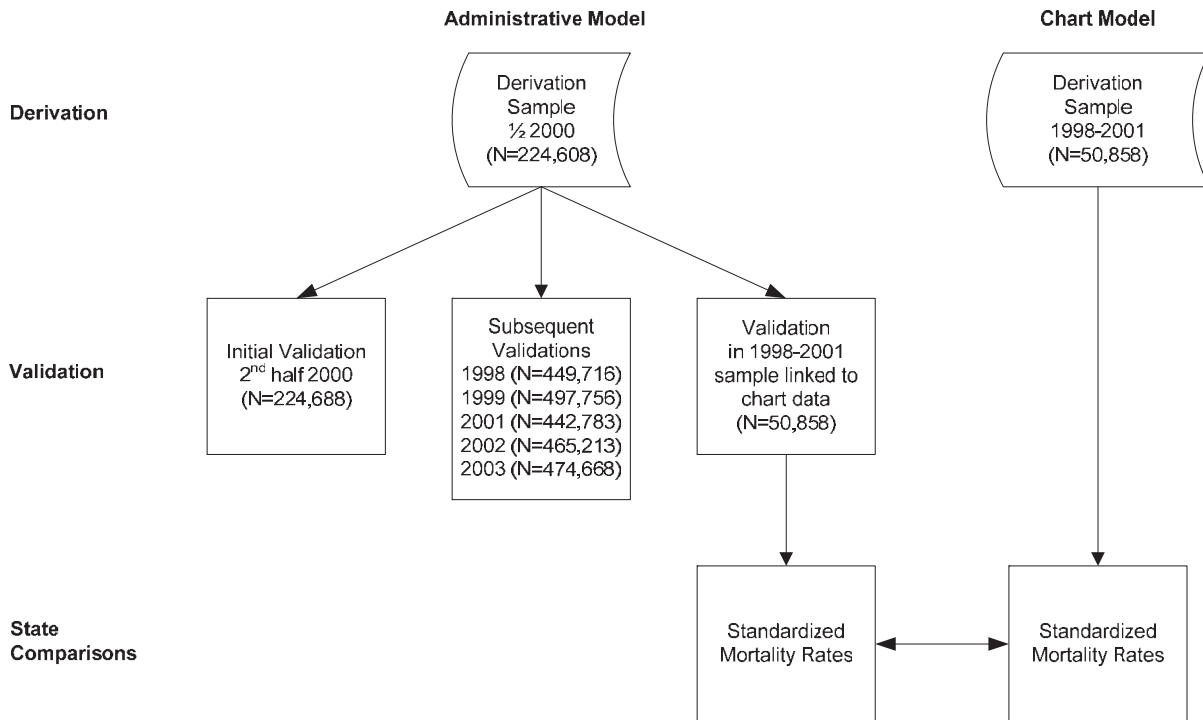 Administrative Model
Chart Model
Derivation
Derivation
Sample
½ 2000
(N=224,608)
Derivation
Sample
1998-2001
(N=50,858)
Validation
Initial Validation
2nd half 2000
(N=224,688)
Subsequent
Validations
1998 (N=449,716)
1999 (N=497,756)
2001 (N=442,783)
2002 (N=465,213)
2003 (N=474,668)
Validation
in 1998-2001
sample linked to
chart data
(N=50,858)
State
Comparisons
Standardized
Mortality Rates
Standardized
Mortality Rates